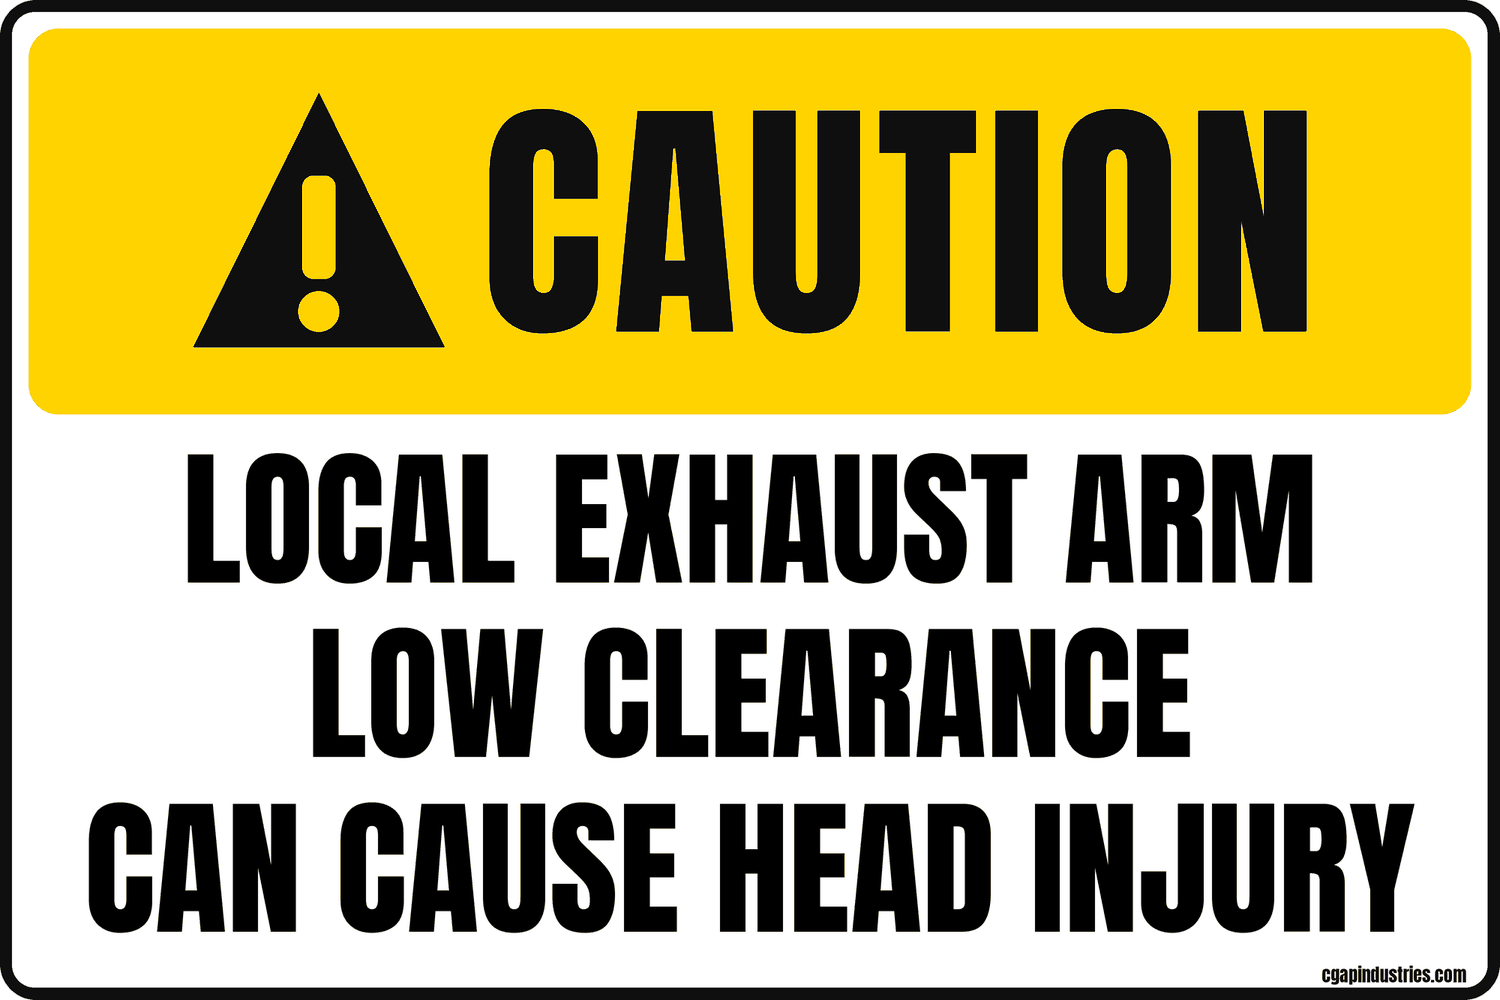 CAUTION
LOCAL EXHAUST ARM
LOW CLEARANCE
CAN CAUSE HEAD INJURY
cgapindustries.com